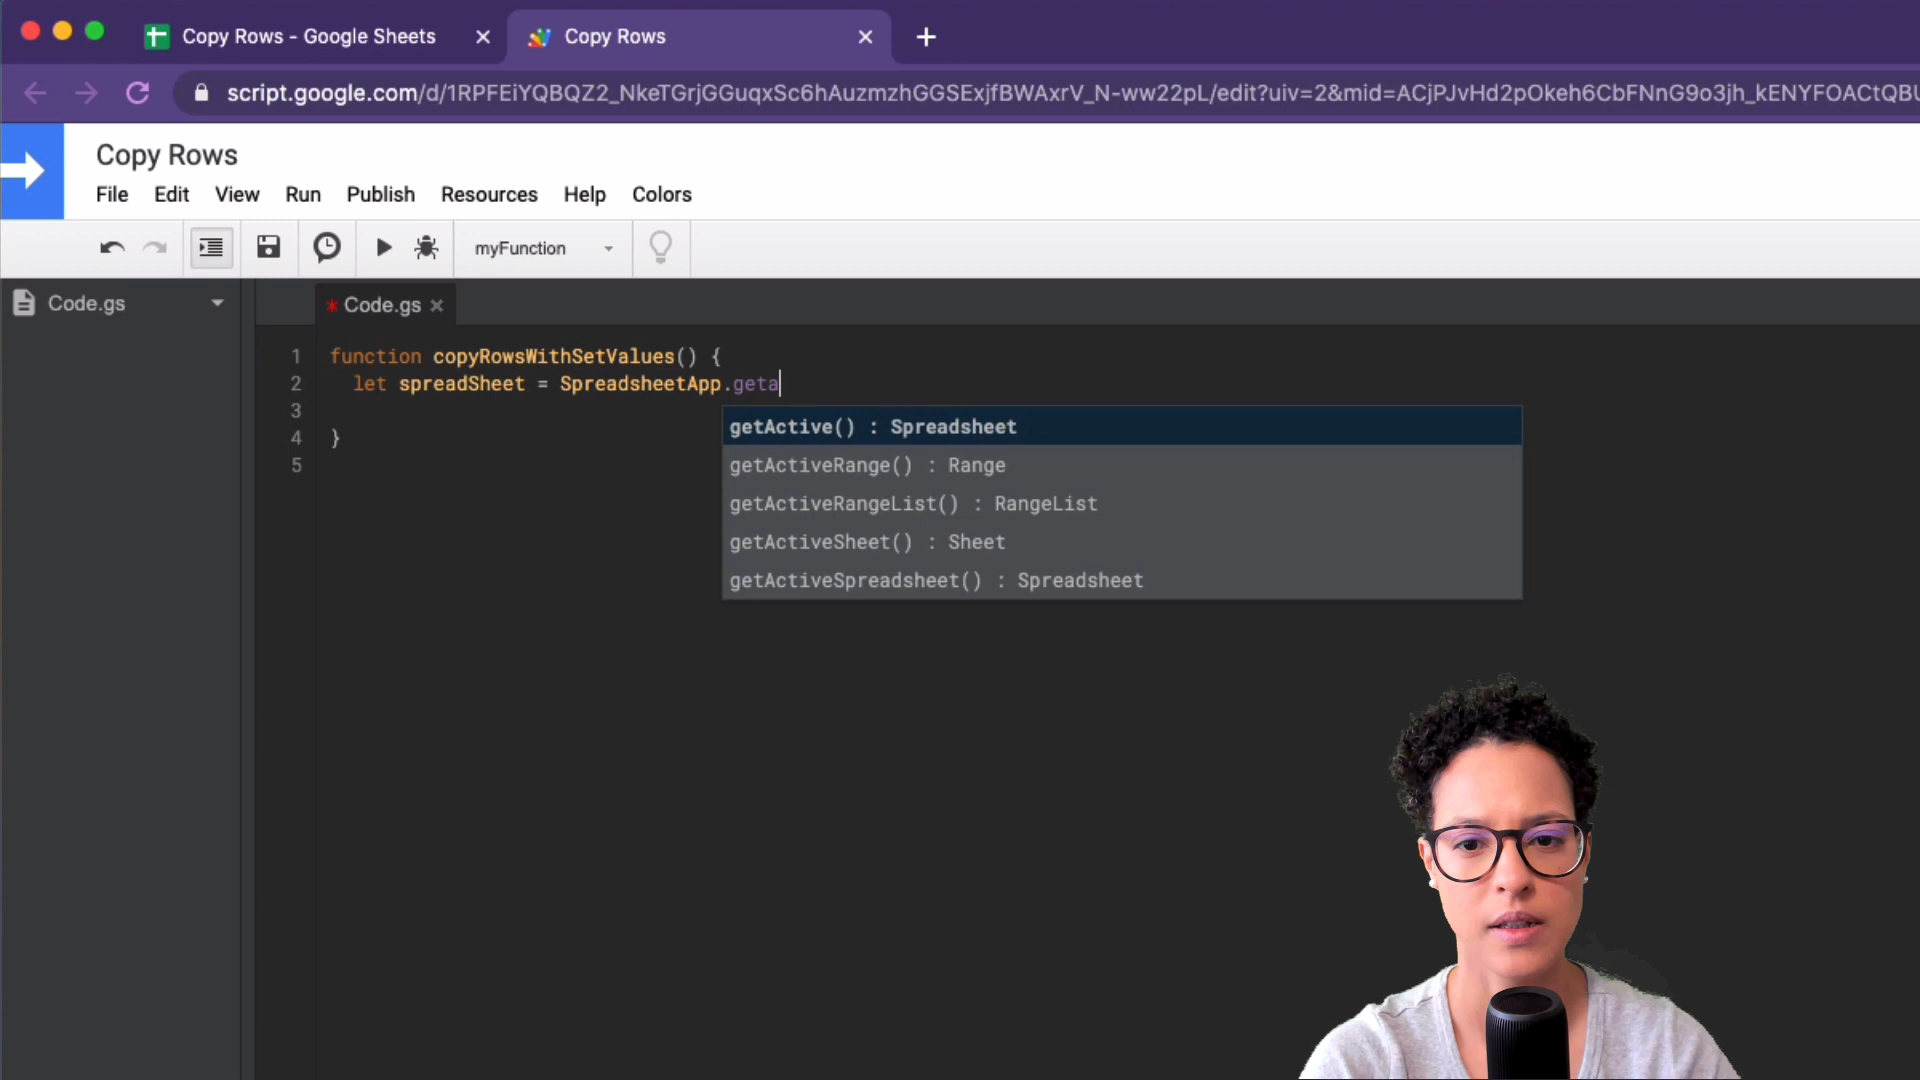 Copy Rows - Google Sheets
Copy Rows
script.google.com/d/1RPFEiYQBQZ2_NkeTGrjGGuqxSc6hAuzmzhGGSExjfBWAxrV_N-ww22pL/edit?uiv=2&mid=ACjPJvHd2pOkeh6CbFNnG9o3jh_kENYFOACtQBU
Copy Rows
File Edit View Run Publish Resources Help Colors
myFunction
Code.gs
* Code.gs
1 function copyRowsWithSetValues() {
2 let spreadSheet = SpreadsheetApp.geta
3
4 }
5
getActive() : Spreadsheet
getActiveRange() : Range
getActiveRangeList() : RangeList
getActiveSheet() : Sheet
getActiveSpreadsheet() : Spreadsheet